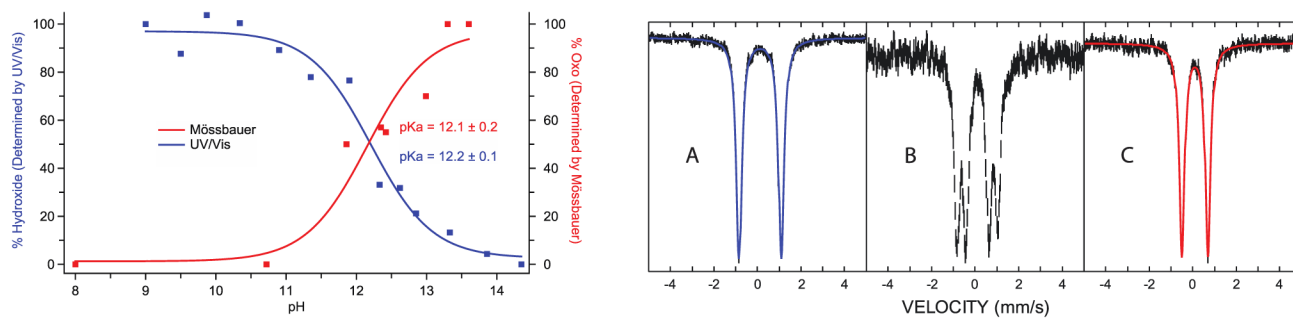 % Hydroxide (Determined by UV/Vis)
100
80
60
40
20
0
Mössbauer
UV/Vis
pKa = 12.1 ± 0.2
pKa = 12.2 ± 0.1
100
80
60
40
20
0
% Oxo (Determined by Mössbauer)
8 9 10 11 12 13 14
pH
A B C
-4 -2 0 2 4 -4 -2 0 2 4 -4 -2 0 2 4
VELOCITY (mm/s)